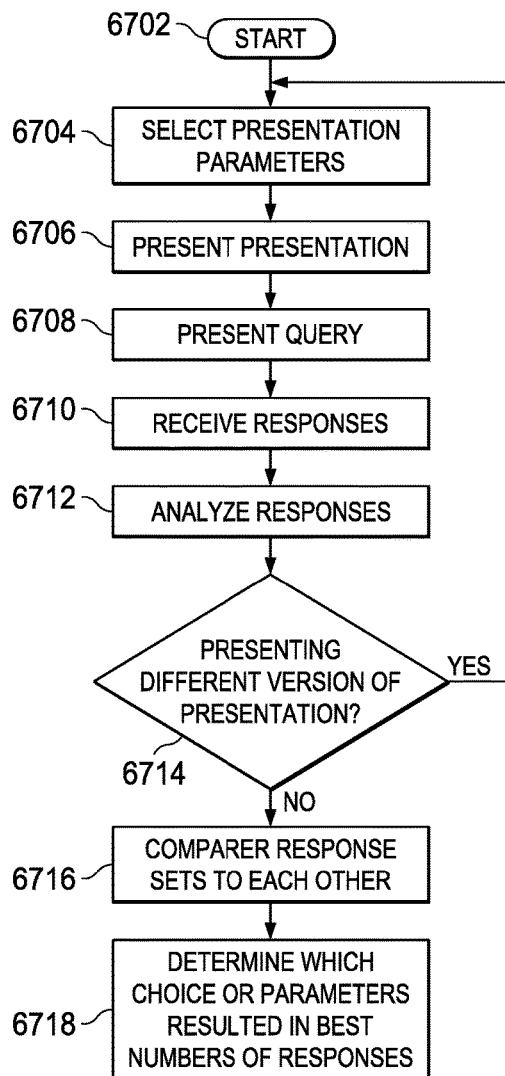 6702
START
6704
SELECT PRESENTATION
PARAMETERS
6706
PRESENT PRESENTATION
6708
PRESENT QUERY
6710
RECEIVE RESPONSES
6712
ANALYZE RESPONSES
PRESENTING
DIFFERENT VERSION OF
PRESENTATION?
YES
6714
NO
6716
COMPARER RESPONSE
SETS TO EACH OTHER
6718
DETERMINE WHICH
CHOICE OR PARAMETERS
RESULTED IN BEST
NUMBERS OF RESPONSES